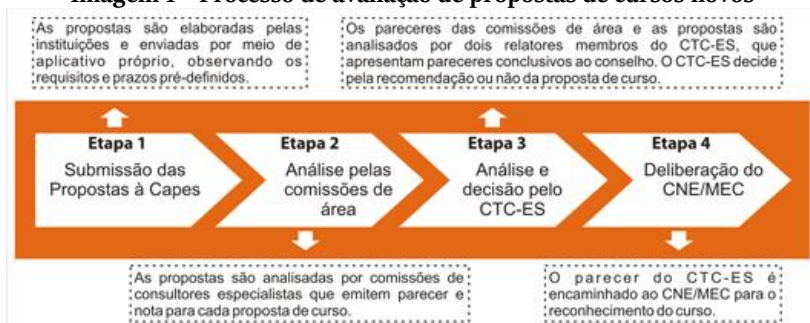 Imagem 1 - Processo de avaliação de propostas de cursos novos
As propostas são elaboradas pelas
instituições e enviadas por meio de
aplicativo próprio, observando os
requisitos e prazos pré-definidos.
Os pareceres das comissões de área e as propostas são
analisados por dois relatores membros do CTC-ES, que
apresentam pareceres conclusivos ao conselho. O CTC-ES decide
pela recomendação ou não da proposta de curso.
Etapa 1
Submissão das
Propostas à Capes
Etapa 2
Análise pelas
comissões de
área
Etapa 3
Análise e
decisão pelo
CTC-ES
Etapa 4
Deliberação do
CNE/MEC
As propostas são analisadas por comissões de
consultores especialistas que emitem parecer e
nota para cada proposta de curso.
O parecer do CTC-ES é
encaminhado ao CNE/MEC para o
reconhecimento do curso.